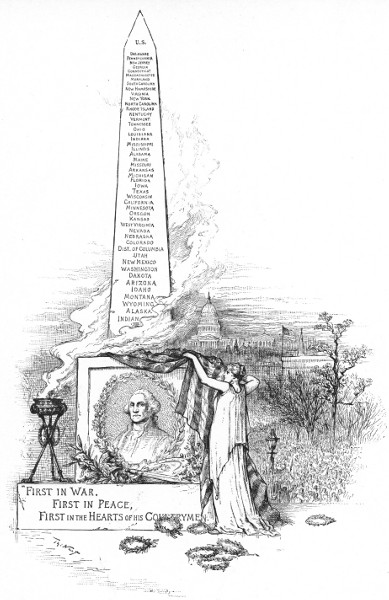 U.S.
DELAWARE
PENNSYLVANIA
NEW JERSEY
GEORGIA
CONNECTICUT
MASSACHUSETTS
MARYLAND
SOUTH CAROLINA
NEW HAMPSHIRE
VIRGINIA
NEW YORK
NORTH CAROLINA
RHODE ISLAND
KENTUCKY
VERMONT
TENNESSEE
OHIO
LOUISIANA
INDIANA
MISSISSIPPI
ILLINOIS
ALABAMA
MAINE
MISSOURI
ARKANSAS
MICHIGAN
FLORIDA
IOWA
TEXAS
WISCONSIN
CALIFORNIA
MINNESOTA
OREGON
KANSAS
WEST VIRGINIA
NEVADA
NEBRASKA
COLORADO
DIST. OF COLUMBIA
UTAH
NEW MEXICO
WASHINGTON
DAKOTA
ARIZONA
IDAHO
MONTANA
WYOMING
ALASKA
INDIAN
FIRST IN WAR.
FIRST IN PEACE,
FIRST IN THE HEARTS OF HIS COUNTRYMEN.
TH:NAST